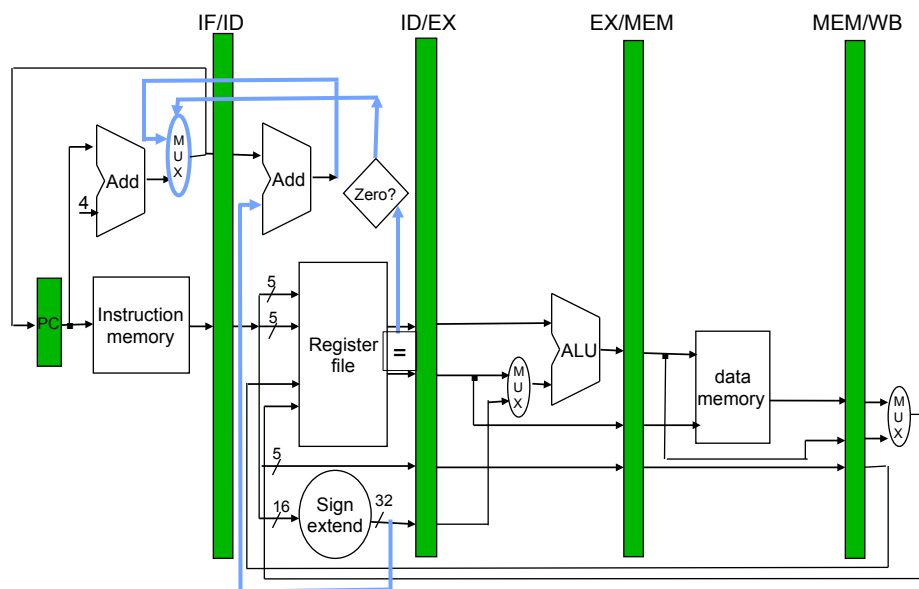 IF/ID
ID/EX
EX/MEM
MEM/WB
M
U
X
Add
4
Add
Zero?
PC
Instruction
memory
5
5
Register
file
=
ALU
M
U
X
data
memory
M
U
X
5
16
Sign
extend
32